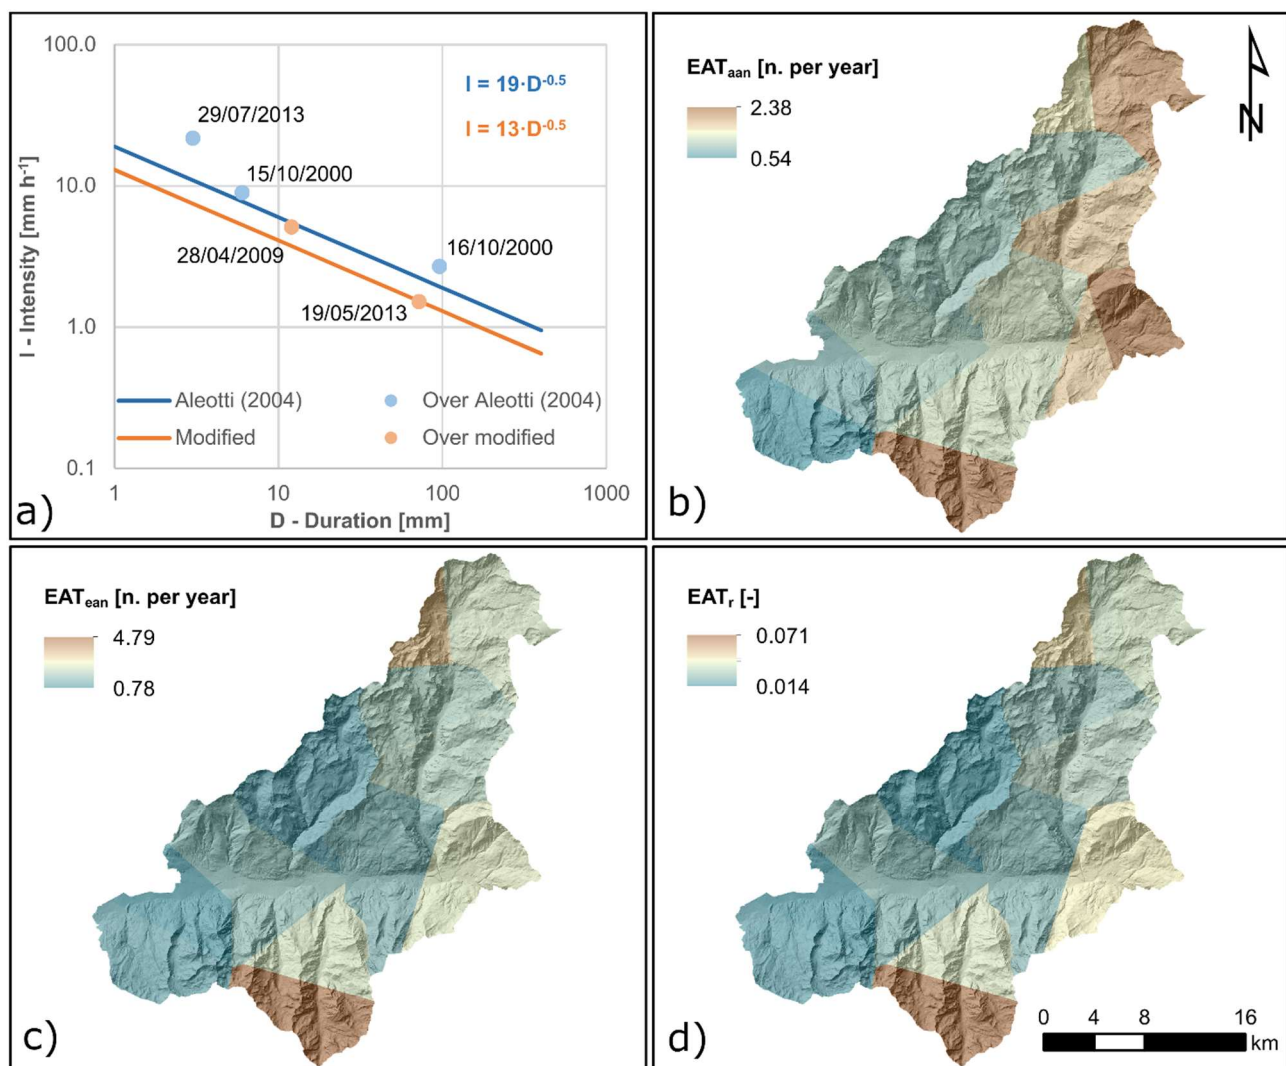 100.0
10.0
1.0
0.1
I - Intensity [mm h⁻¹]
I = 19·D⁻⁰·⁵
I = 13·D⁻⁰·⁵
29/07/2013
15/10/2000
28/04/2009
16/10/2000
19/05/2013
Aleotti (2004)
Over Aleotti (2004)
Modified
Over modified
1
10
100
1000
D - Duration [mm]
a)
EATaan [n. per year]
2.38
0.54
N
b)
EATean [n. per year]
4.79
0.78
c)
EATr [-]
0.071
0.014
0 4 8 16
km
d)